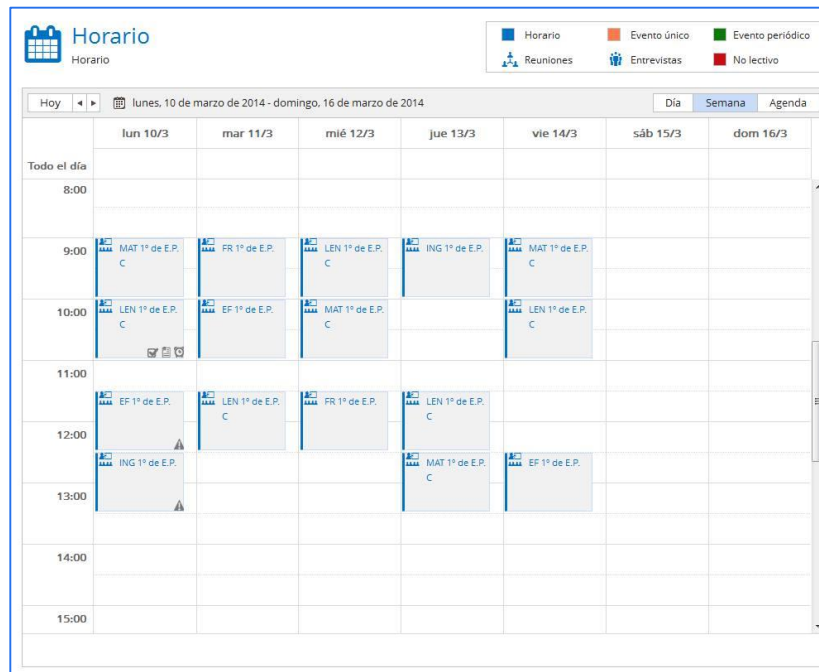 Horario
Horario
Horario Evento único Evento periódico
Reuniones Entrevistas No lectivo
Hoy lunes, 10 de marzo de 2014 - domingo, 16 de marzo de 2014 Día Semana Agenda
lun 10/3 mar 11/3 mié 12/3 jue 13/3 vie 14/3 sáb 15/3 dom 16/3
Todo el día
8:00
9:00 MAT 1º de E.P. FR 1º de E.P. LEN 1º de E.P. ING 1º de E.P. MAT 1º de E.P.
C C C
10:00 LEN 1º de E.P. EF 1º de E.P. MAT 1º de E.P. LEN 1º de E.P.
C C C
11:00
EF 1º de E.P. LEN 1º de E.P. FR 1º de E.P. LEN 1º de E.P.
C C
12:00
ING 1º de E.P. MAT 1º de E.P. EF 1º de E.P.
C
13:00
14:00
15:00